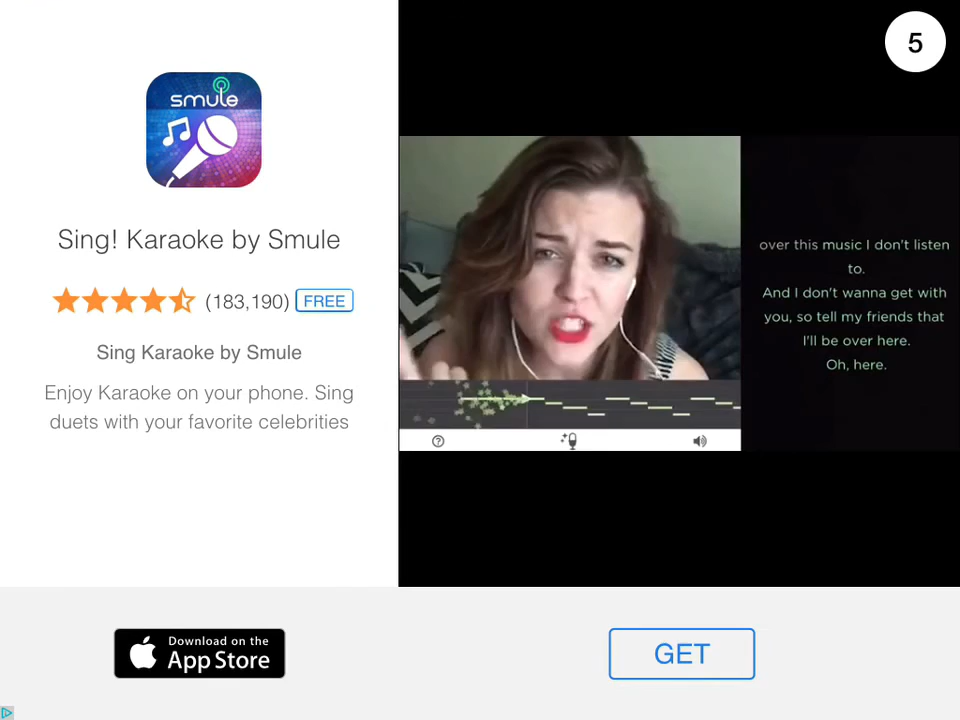 5
smule
Sing! Karaoke by Smule
(183,190) FREE
Sing Karaoke by Smule
Enjoy Karaoke on your phone. Sing
duets with your favorite celebrities
over this music I don't listen
to.
And I don't wanna get with
you, so tell my friends that
I'll be over here.
Oh, here.
?
Download on the
App Store
GET